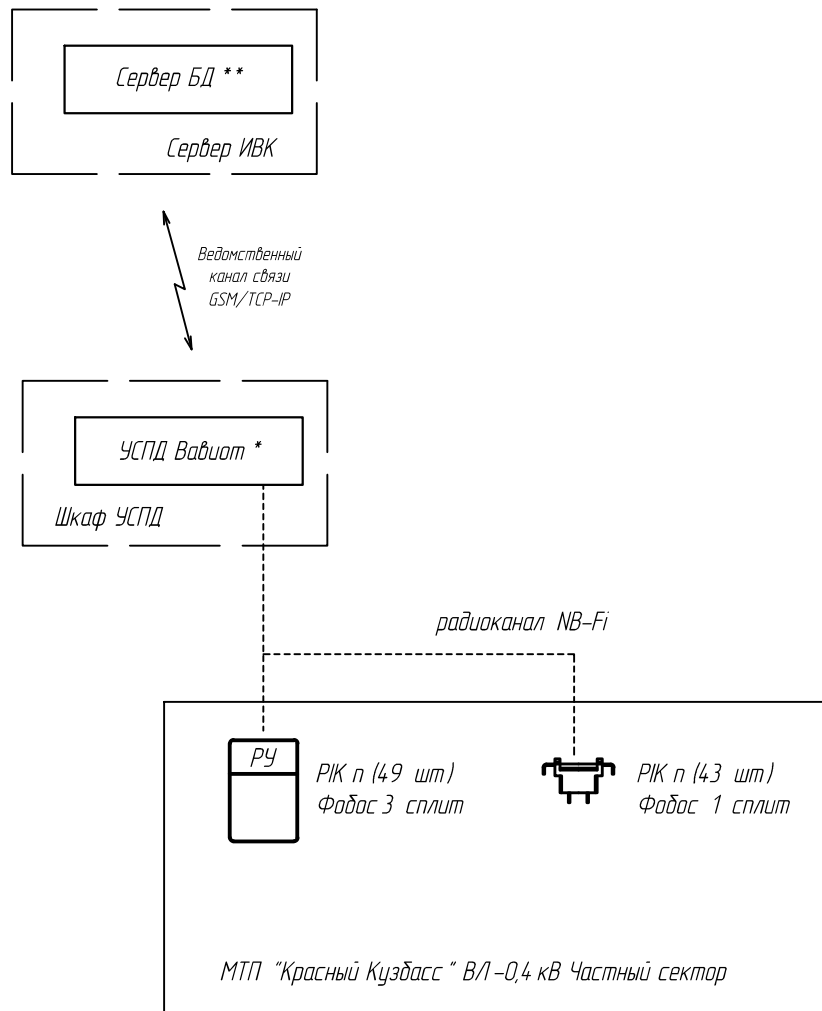 Сервер БД **
Сервер ИВК
Ведомственный
канал связи
GSM/TCP-IP
УСПД Вавиот *
Шкаф УСПД
радиоканал NB-Fi
РУ
PIK n (49 шт)
Фобос 3 сплит
PIK n (43 шт)
Фобос 1 сплит
МТП "Красный Кузбасс" ВЛ-0,4 кВ Частный сектор